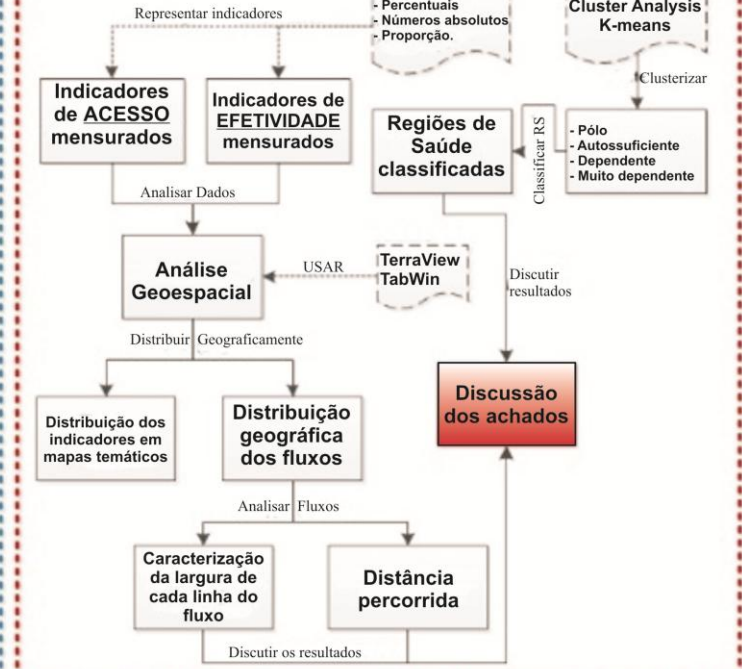 Representar indicadores
- Percentuais
- Números absolutos
- Proporção.
Cluster Analysis
K-means
Clusterizar
Indicadores
de ACESSO
mensurados
Indicadores de
EFETIVIDADE
mensurados
Regiões de
Saúde
classificadas
Classificar RS
- Pólo
- Autossuficiente
- Dependente
- Muito dependente
Analisar Dados
Análise
Geoespacial
USAR
TerraView
TabWin
Discutir
resultados
Distribuir Geograficamente
Distribuição dos
indicadores em
mapas temáticos
Distribuição
geográfica
dos fluxos
Discussão
dos achados
Analisar Fluxos
Caracterização
da largura de
cada linha do
fluxo
Distância
percorrida
Discutir os resultados